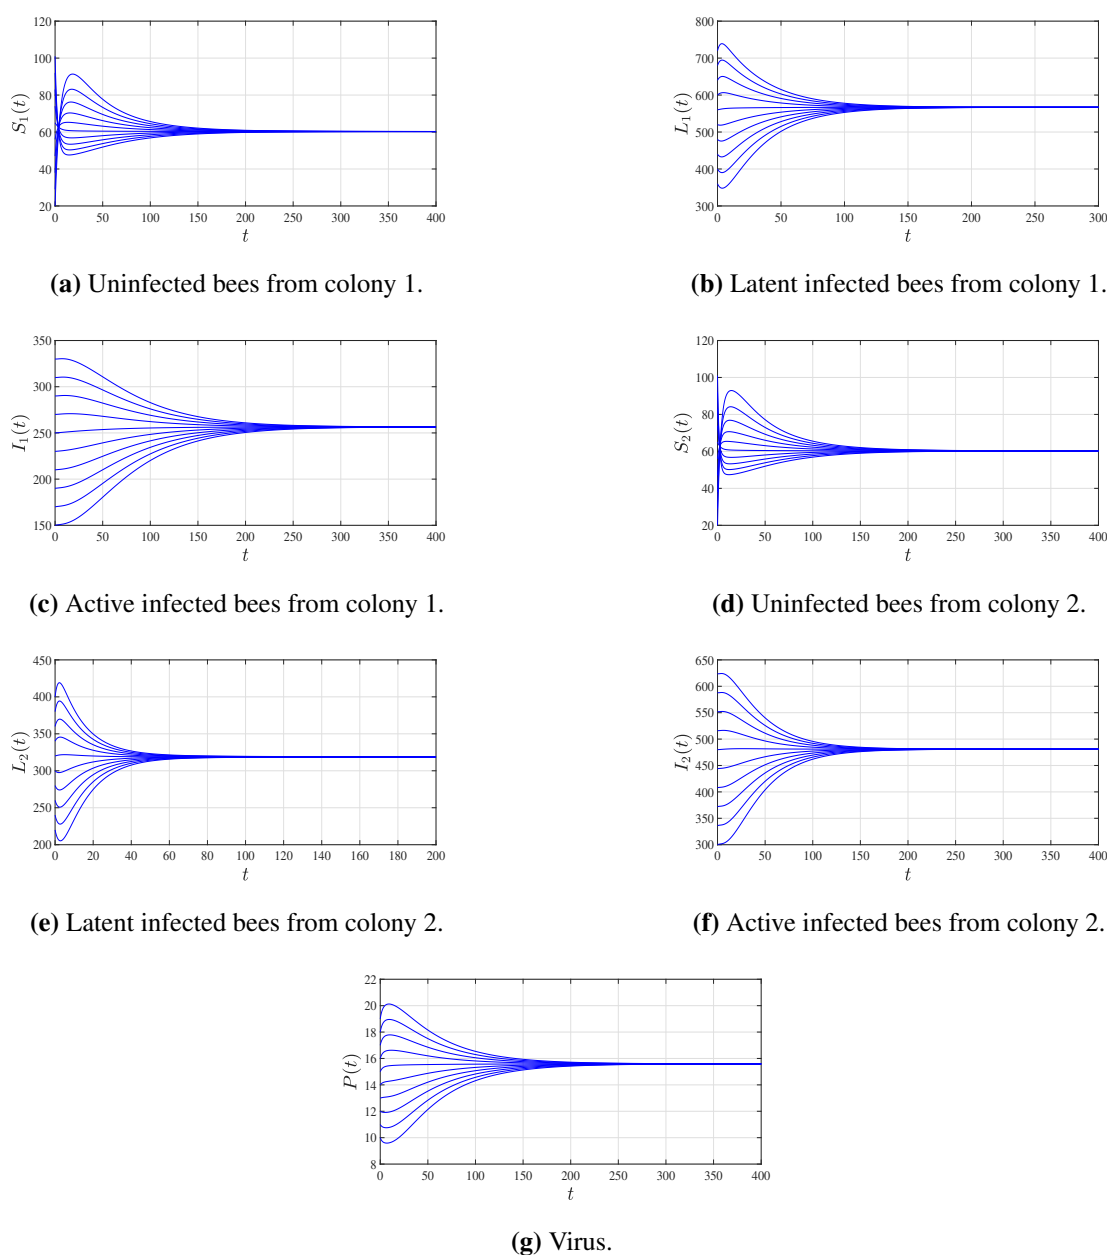 120
100
80
60
40
20
S₁(t)
0 50 100 150 200 250 300 350 400
t
(a) Uninfected bees from colony 1.
800
700
600
500
400
300
L₁(t)
0 50 100 150 200 250 300
t
(b) Latent infected bees from colony 1.
350
300
250
200
150
I₁(t)
0 50 100 150 200 250 300 350 400
t
(c) Active infected bees from colony 1.
120
100
80
60
40
20
S₂(t)
0 50 100 150 200 250 300 350 400
t
(d) Uninfected bees from colony 2.
450
400
350
300
250
200
L₂(t)
0 20 40 60 80 100 120 140 160 180 200
t
(e) Latent infected bees from colony 2.
650
600
550
500
450
400
350
300
I₂(t)
0 50 100 150 200 250 300 350 400
t
(f) Active infected bees from colony 2.
22
20
18
16
14
12
10
8
P(t)
0 50 100 150 200 250 300 350 400
t
(g) Virus.